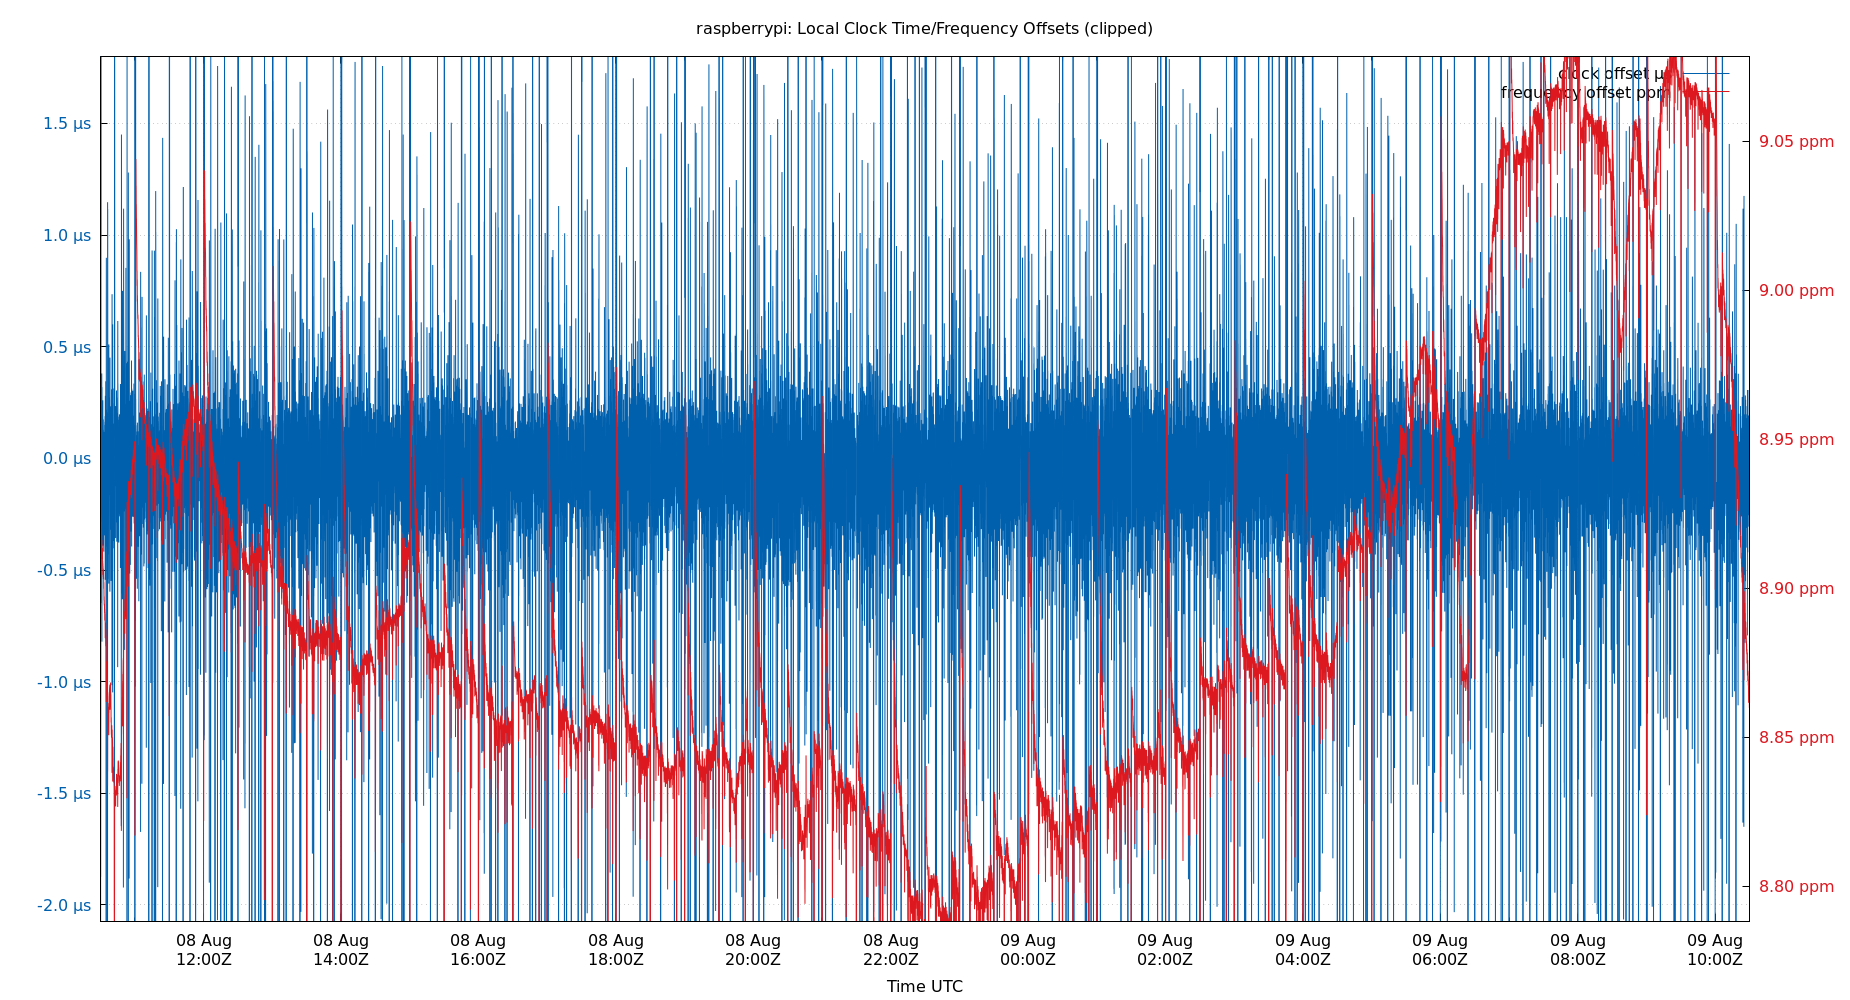 raspberrypi: Local Clock Time/Frequency Offsets (clipped)
clock offset µ
frequency offset ppm
1.5 µs
1.0 µs
0.5 µs
0.0 µs
-0.5 µs
-1.0 µs
-1.5 µs
-2.0 µs
9.05 ppm
9.00 ppm
8.95 ppm
8.90 ppm
8.85 ppm
8.80 ppm
08 Aug 08 Aug 08 Aug 08 Aug 08 Aug 08 Aug 09 Aug 09 Aug 09 Aug 09 Aug 09 Aug 09 Aug
12:00Z 14:00Z 16:00Z 18:00Z 20:00Z 22:00Z 00:00Z 02:00Z 04:00Z 06:00Z 08:00Z 10:00Z
Time UTC